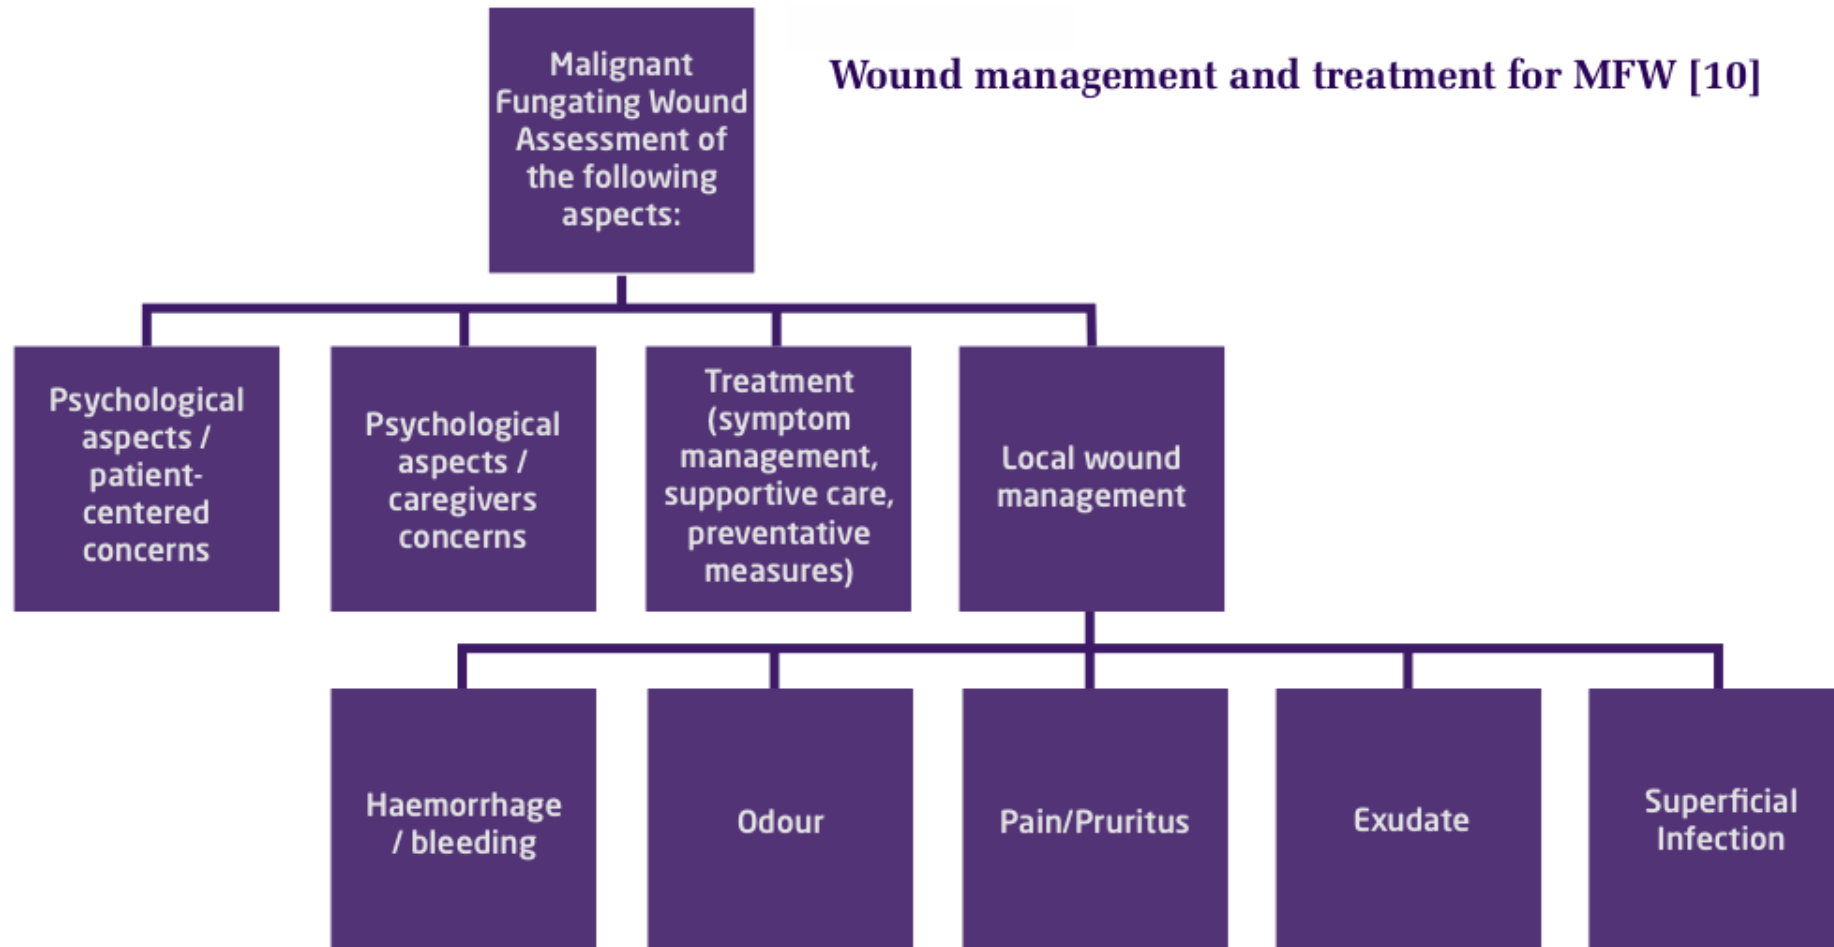 Malignant
Fungating Wound
Assessment of
the following
aspects:
Wound management and treatment for MFW [10]
Psychological
aspects /
patient-
centered
concerns
Psychological
aspects /
caregivers
concerns
Treatment
(symptom
management,
supportive care,
preventative
measures)
Local wound
management
Haemorrhage
/ bleeding
Odour
Pain/Pruritus
Exudate
Superficial
Infection